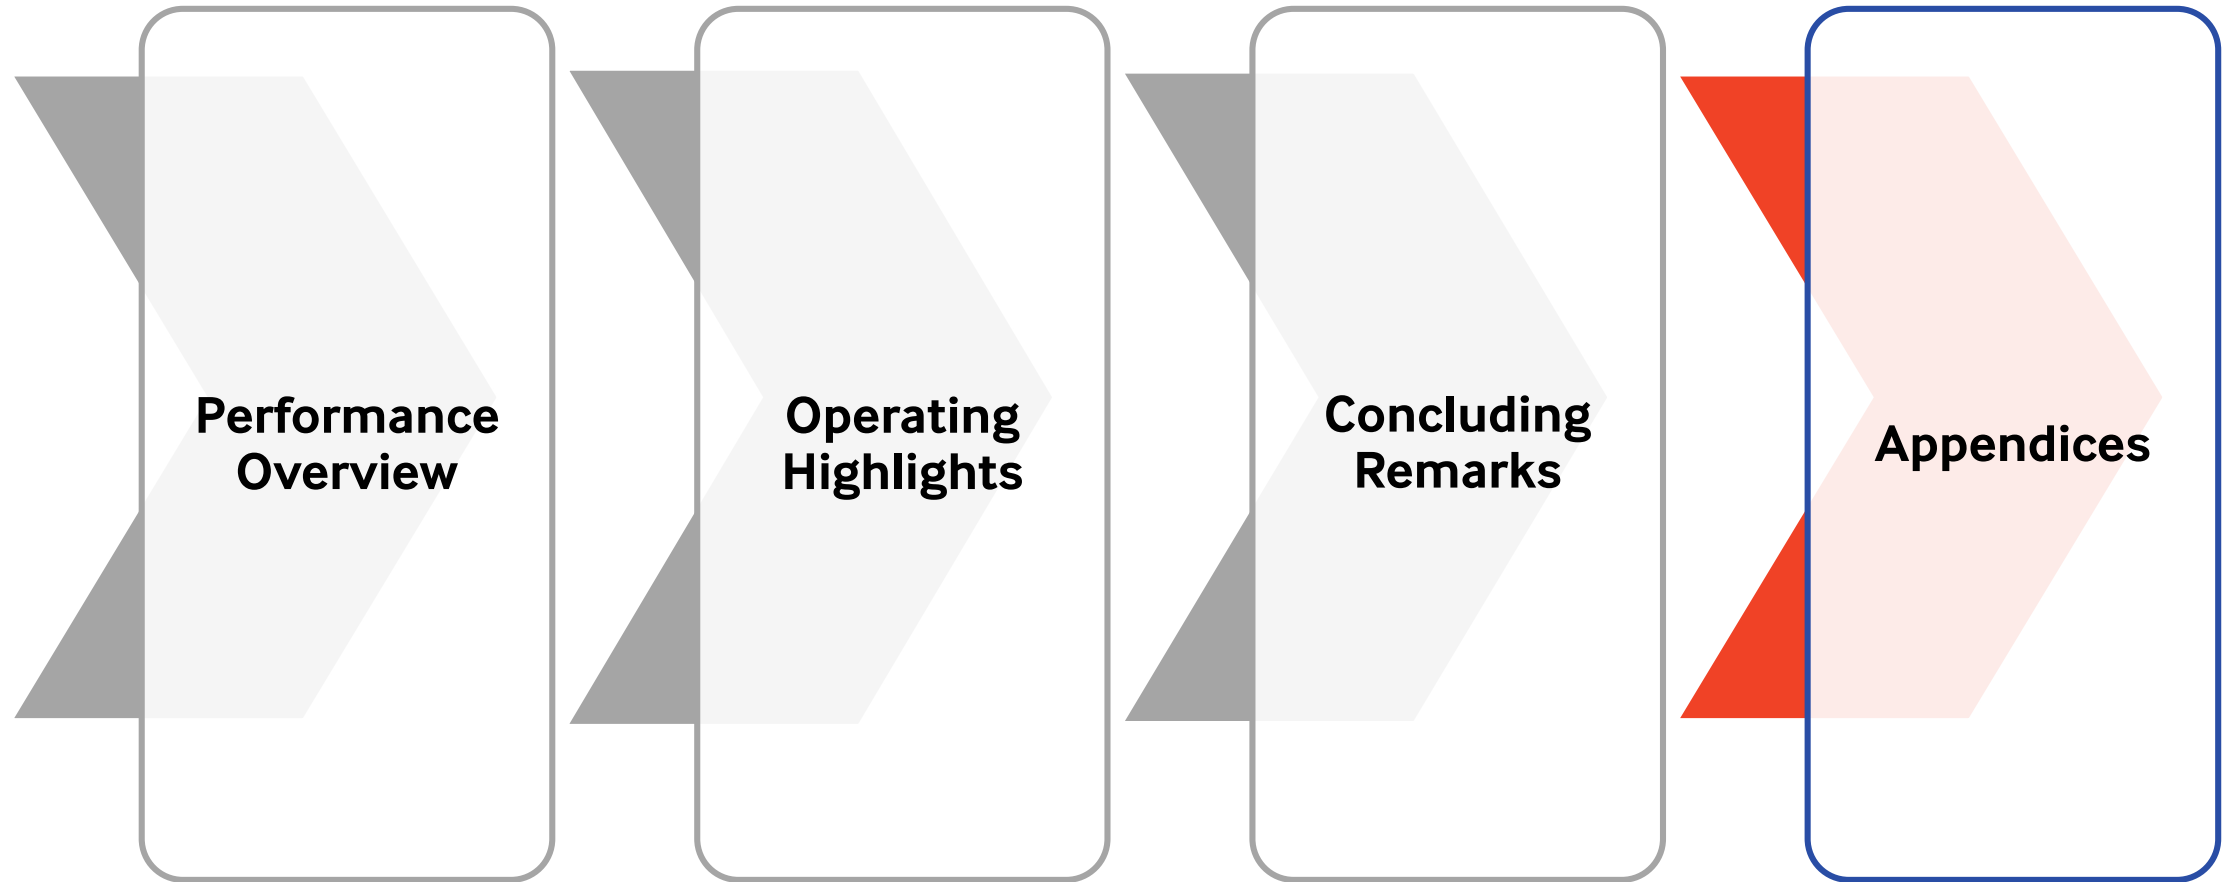 Performance
Overview
Operating
Highlights
Concluding
Remarks
Appendices